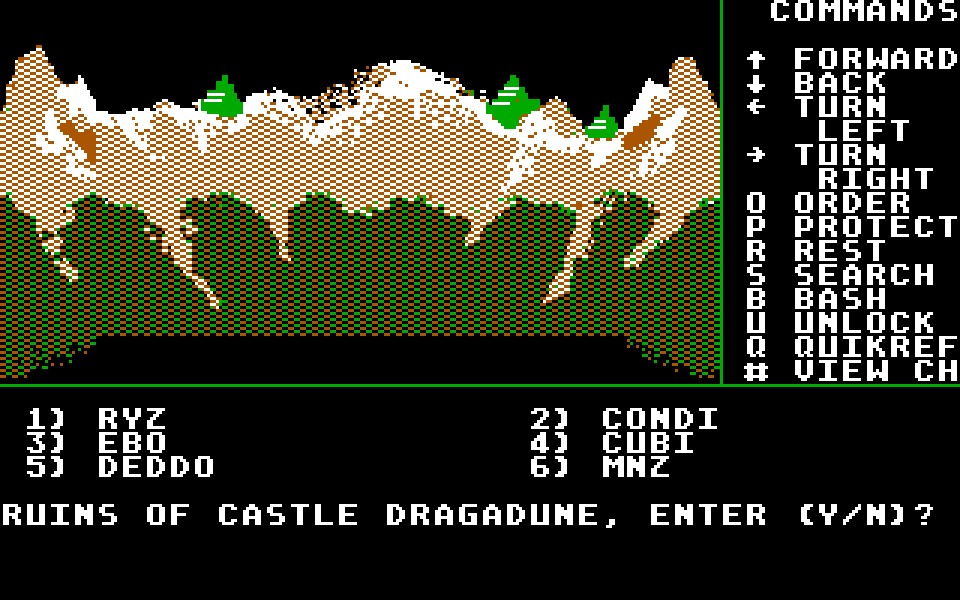 COMMANDS
↑ FORWARD
↓ BACK
← TURN
LEFT
→ TURN
RIGHT
O ORDER
P PROTECT
R REST
S SEARCH
B BASH
U UNLOCK
Q QUIKREF
# VIEW CH
1) RYZ 2) CONDI
3) EBO 4) CUBI
5) DEDDO 6) MNZ
RUINS OF CASTLE DRAGADUNE, ENTER (Y/N)?